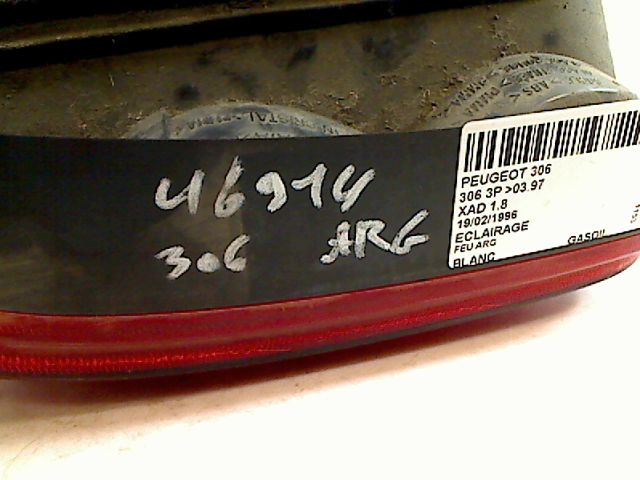 46914
306 ARG
PEUGEOT 306
306 3P >03.97
XAD 1.8
19/02/1996
ECLAIRAGE
FEU ARG GASOIL
BLANC